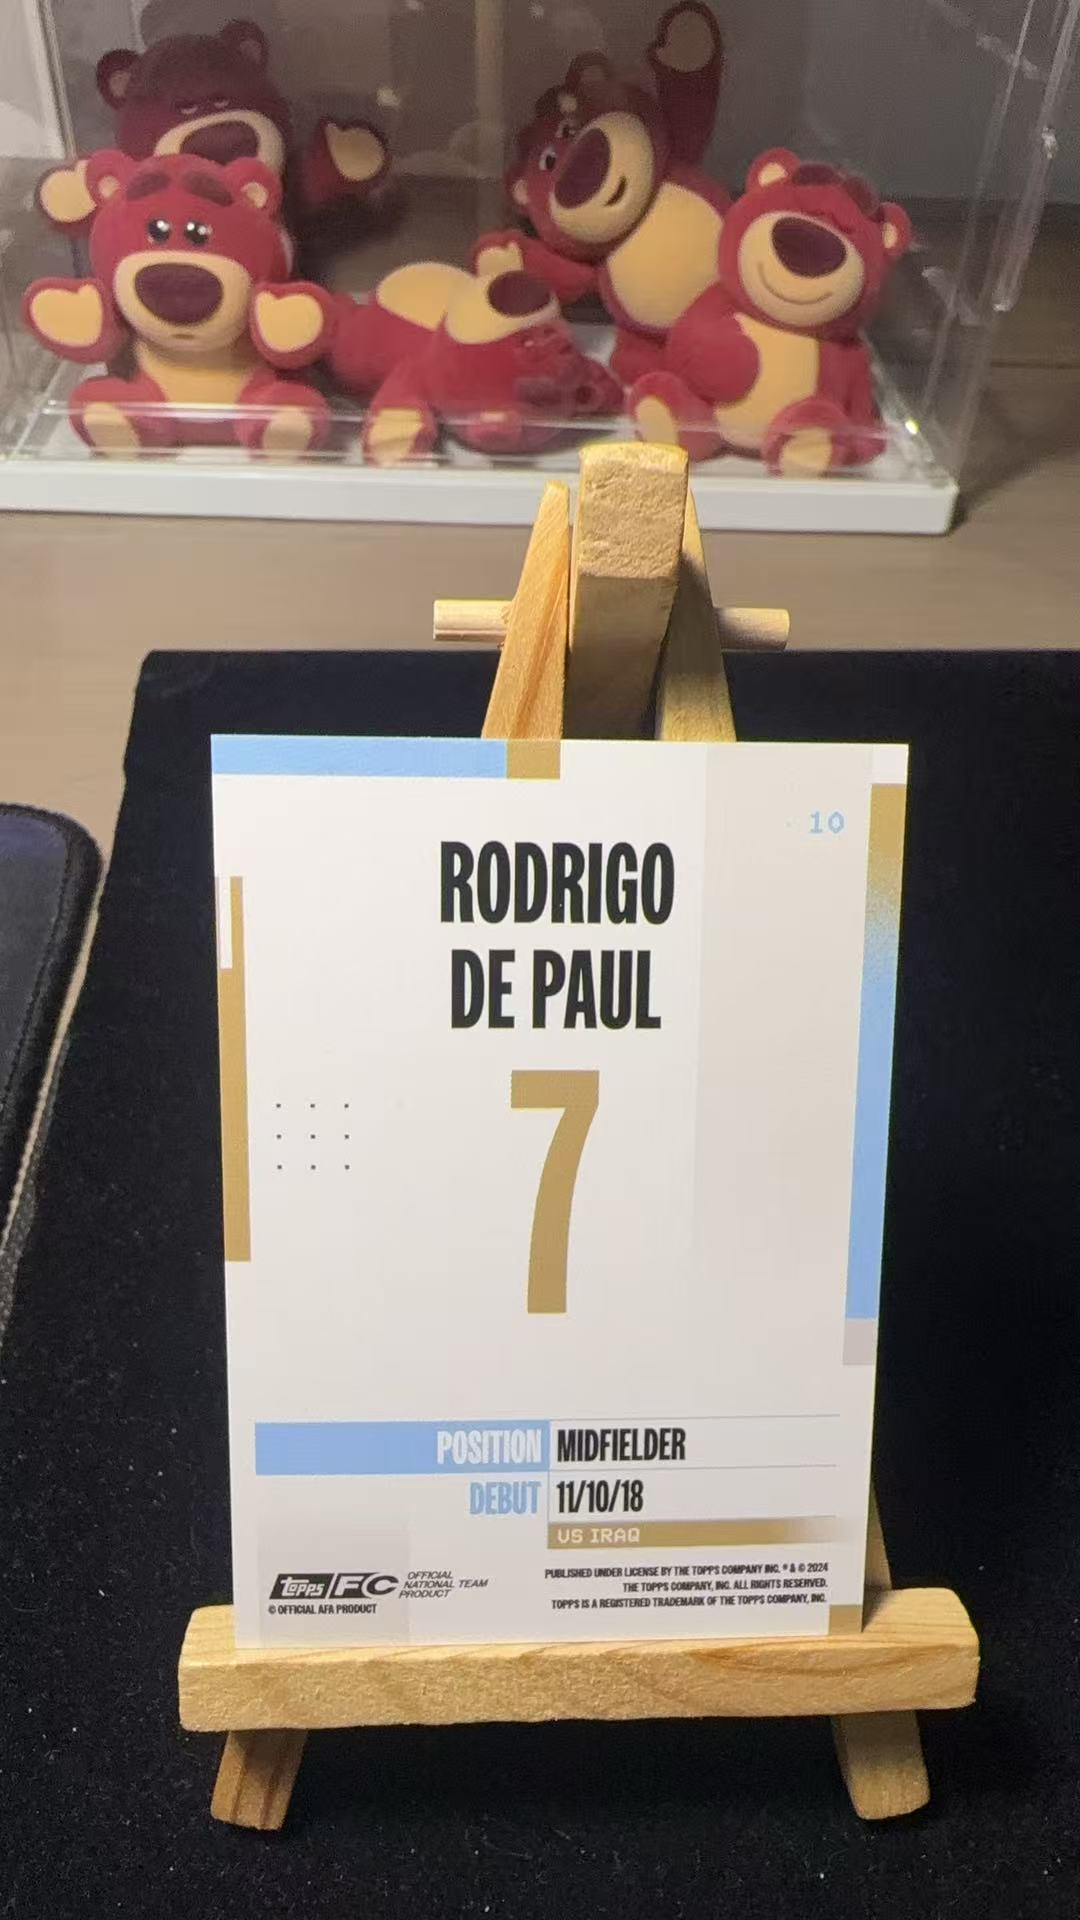 10
RODRIGO
DE PAUL
7
POSITION MIDFIELDER
DEBUT 11/10/18
VS IRAQ
topps FC OFFICIAL
NATIONAL TEAM
PRODUCT
© OFFICIAL AFA PRODUCT
PUBLISHED UNDER LICENSE BY THE TOPPS COMPANY INC. ® & © 2024
THE TOPPS COMPANY, INC. ALL RIGHTS RESERVED.
TOPPS IS A REGISTERED TRADEMARK OF THE TOPPS COMPANY, INC.